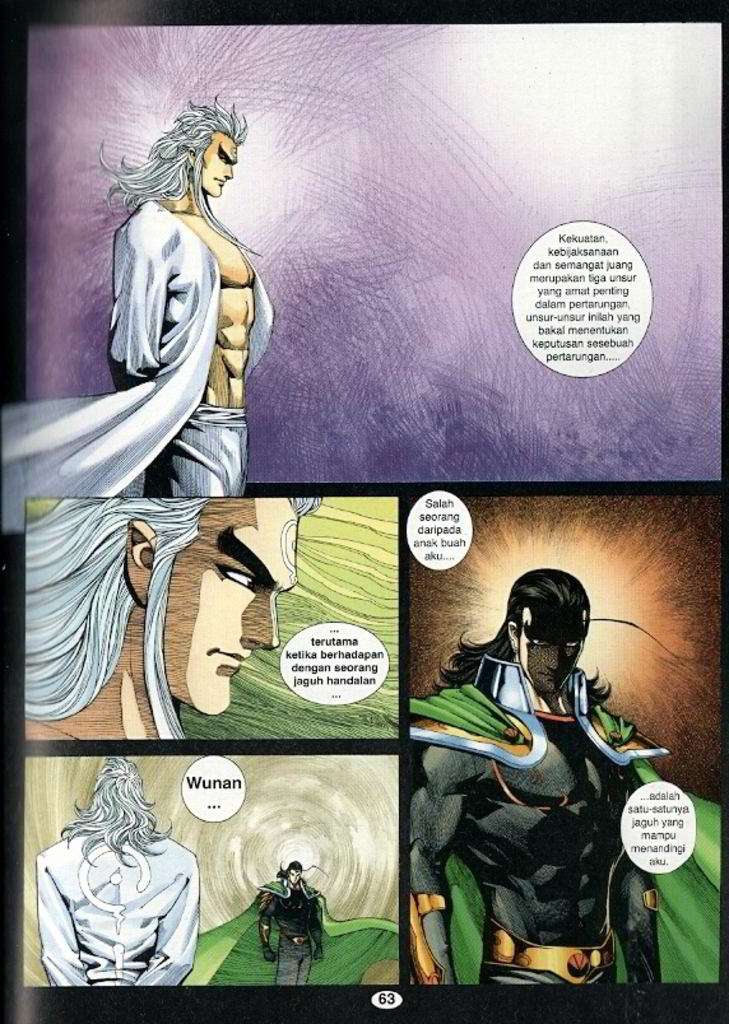 Kekuatan,
kebijaksanaan
dan semangat juang
merupakan tiga unsur
yang amat penting
dalam pertarungan,
unsur-unsur inilah yang
bakal menentukan
keputusan sesebuah
pertarungan.....
...
terutama
ketika berhadapan
dengan seorang
jaguh handalan
...
Wunan
...
Salah
seorang
daripada
anak buah
aku....
...adalah
satu-satunya
jaguh yang
mampu
menandingi
aku.
63